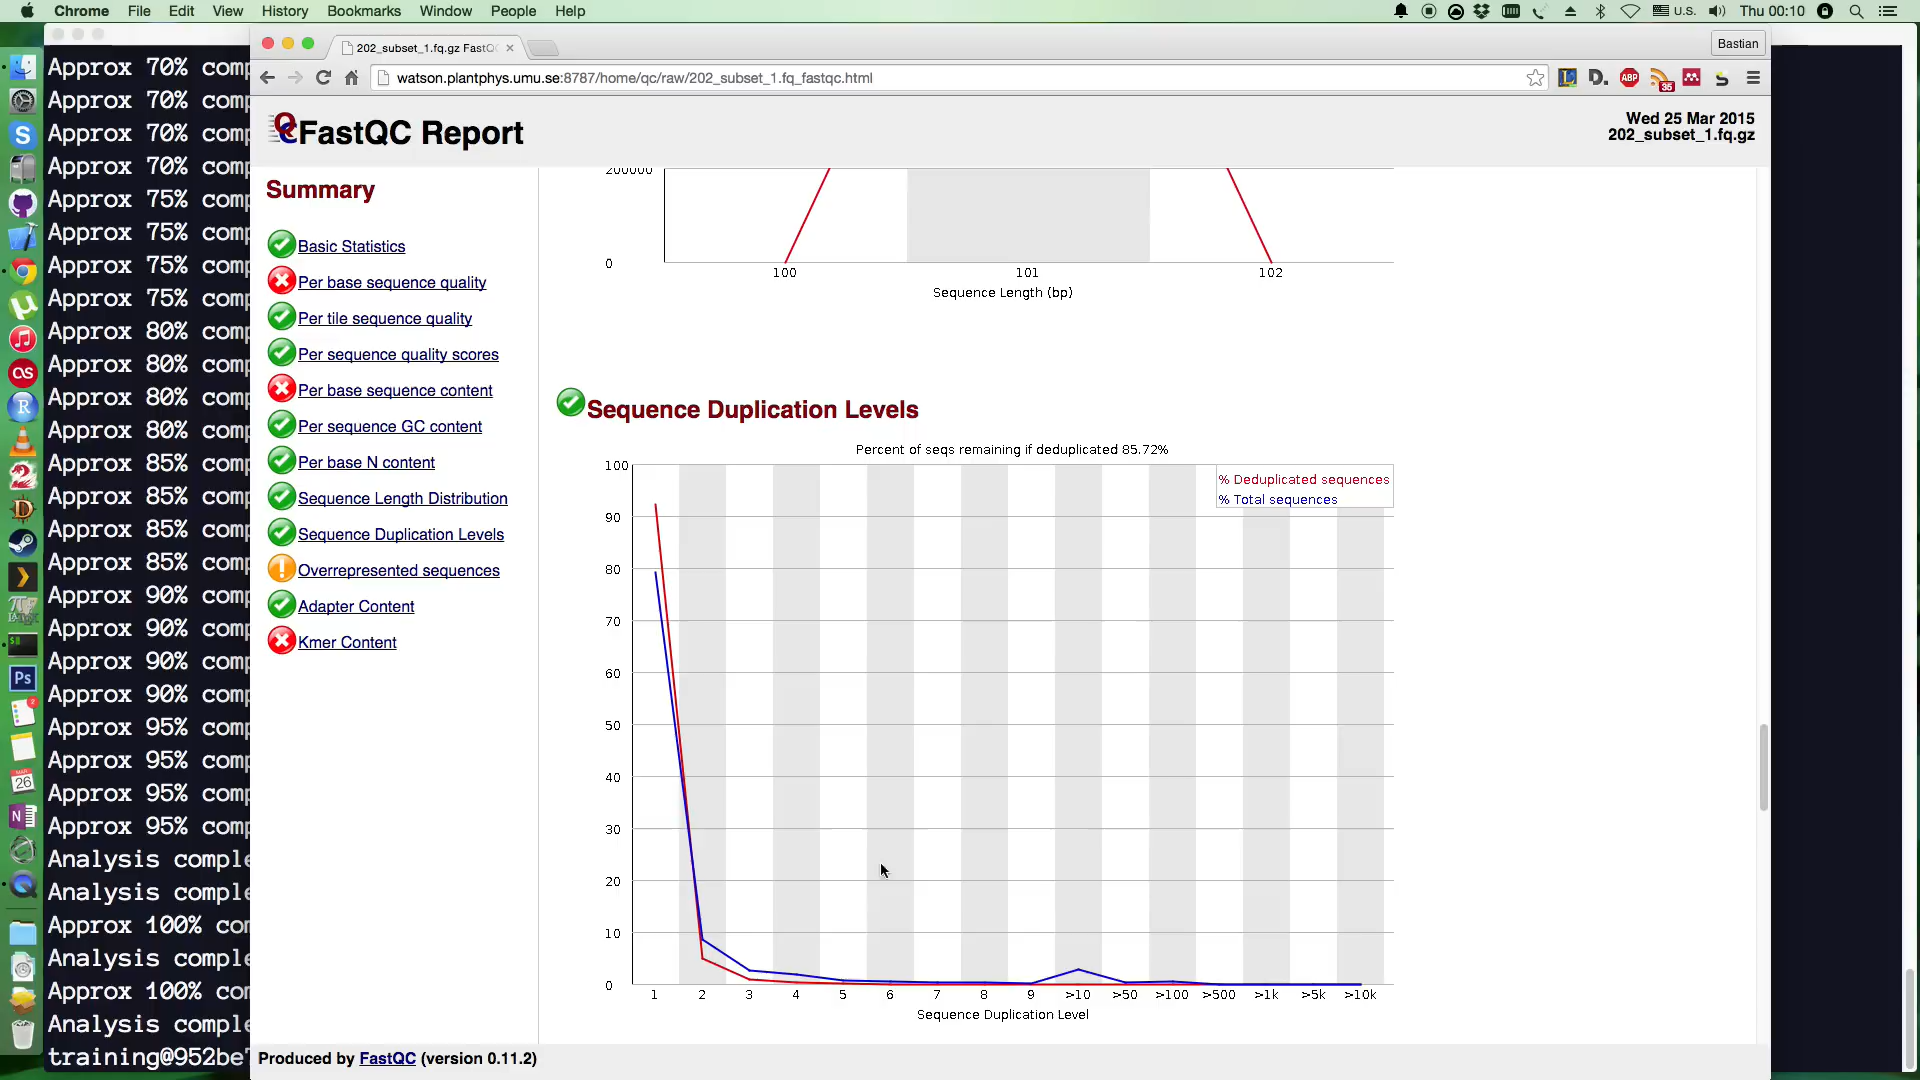 Chrome File Edit View History Bookmarks Window People Help
U.S. Thu 00:10
202_subset_1.fq.gz FastQC
Bastian
watson.plantphys.umu.se:8787/home/qc/raw/202_subset_1.fq_fastqc.html
FastQC Report
Wed 25 Mar 2015
202_subset_1.fq.gz
Summary
Basic Statistics
Per base sequence quality
Per tile sequence quality
Per sequence quality scores
Per base sequence content
Per sequence GC content
Per base N content
Sequence Length Distribution
Sequence Duplication Levels
Overrepresented sequences
Adapter Content
Kmer Content
200000
0
100 101 102
Sequence Length (bp)
Sequence Duplication Levels
Percent of seqs remaining if deduplicated 85.72%
% Deduplicated sequences
% Total sequences
100
90
80
70
60
50
40
30
20
10
0
1 2 3 4 5 6 7 8 9 >10 >50 >100 >500 >1k >5k >10k
Sequence Duplication Level
Produced by FastQC (version 0.11.2)
Approx 70% comp
Approx 70% comp
Approx 70% comp
Approx 70% comp
Approx 75% comp
Approx 75% comp
Approx 75% comp
Approx 75% comp
Approx 80% comp
Approx 80% comp
Approx 80% comp
Approx 80% comp
Approx 85% comp
Approx 85% comp
Approx 85% comp
Approx 85% comp
Approx 90% comp
Approx 90% comp
Approx 90% comp
Approx 90% comp
Approx 95% comp
Approx 95% comp
Approx 95% comp
Approx 95% comp
Analysis comple
Analysis comple
Approx 100% com
Analysis comple
Approx 100% com
Analysis comple
training@952be